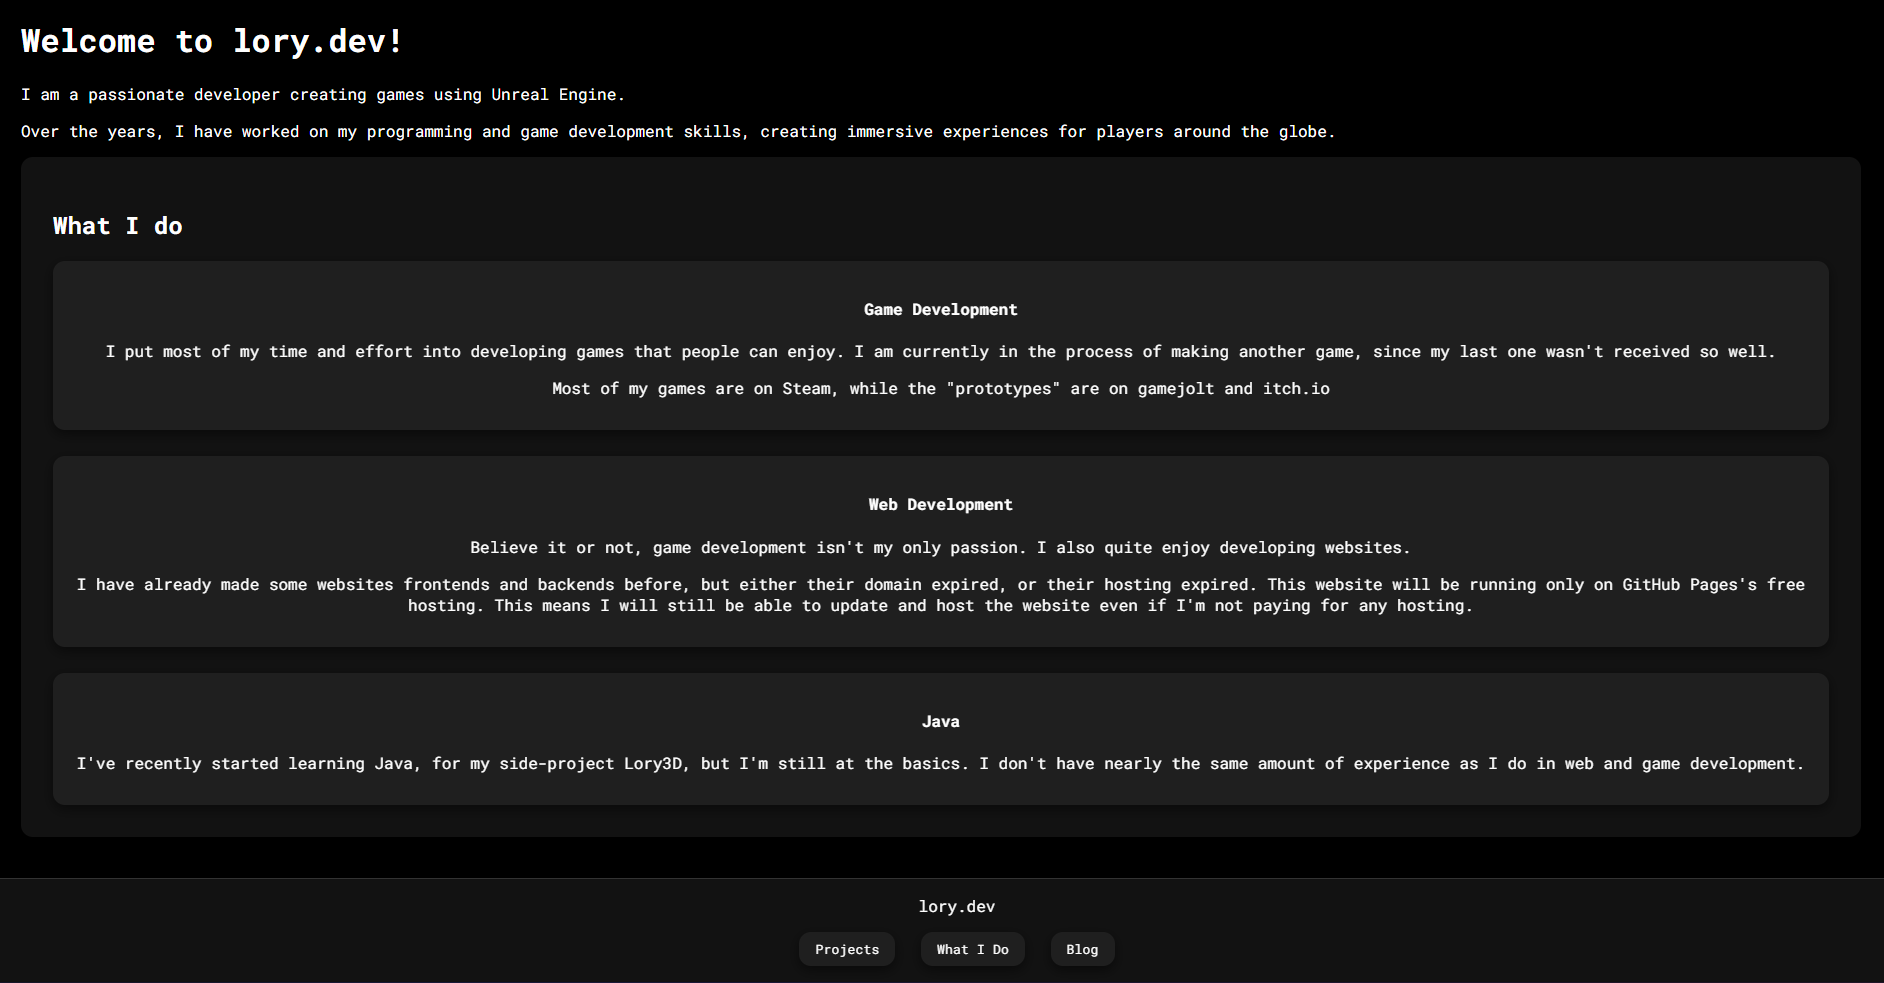 Welcome to lory.dev!
I am a passionate developer creating games using Unreal Engine.
Over the years, I have worked on my programming and game development skills, creating immersive experiences for players around the globe.
What I do
Game Development
I put most of my time and effort into developing games that people can enjoy. I am currently in the process of making another game, since my last one wasn't received so well.
Most of my games are on Steam, while the "prototypes" are on gamejolt and itch.io
Web Development
Believe it or not, game development isn't my only passion. I also quite enjoy developing websites.
I have already made some websites frontends and backends before, but either their domain expired, or their hosting expired. This website will be running only on GitHub Pages's free
hosting. This means I will still be able to update and host the website even if I'm not paying for any hosting.
Java
I've recently started learning Java, for my side-project Lory3D, but I'm still at the basics. I don't have nearly the same amount of experience as I do in web and game development.
lory.dev
Projects
What I Do
Blog